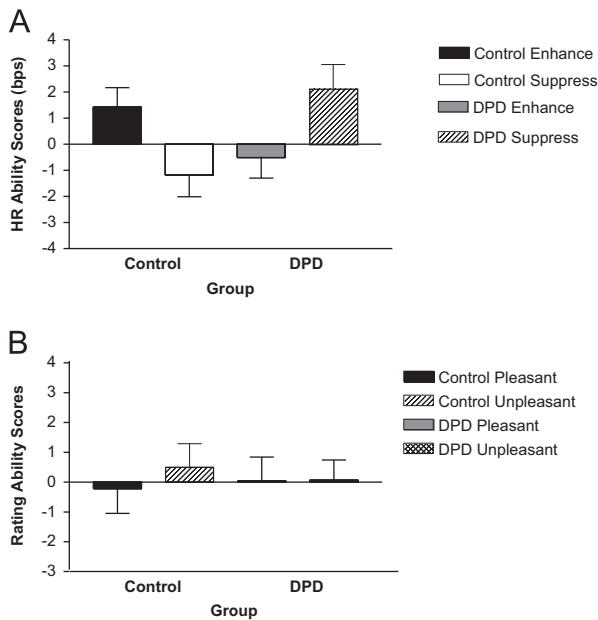 A
HR Ability Scores (bps)
4
3
2
1
0
-1
-2
-3
-4
Control
DPD
Group
Control Enhance
Control Suppress
DPD Enhance
DPD Suppress
B
Rating Ability Scores
4
3
2
1
0
-1
-2
-3
Control
DPD
Group
Control Pleasant
Control Unpleasant
DPD Pleasant
DPD Unpleasant